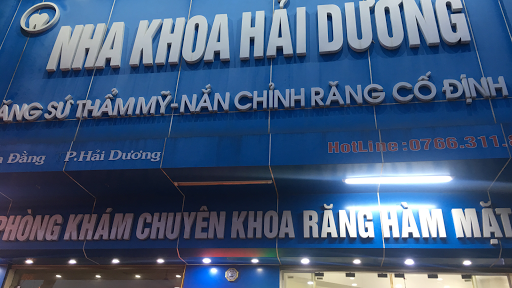 NHA KHOA HẢI DƯƠNG
ĂNG SỨ THẨM MỸ-NẮN CHỈNH RĂNG CỐ ĐỊNH
Đằng P.Hải Dương
HotLine:0766.311.
PHÒNG KHÁM CHUYÊN KHOA RĂNG HÀM MẶT